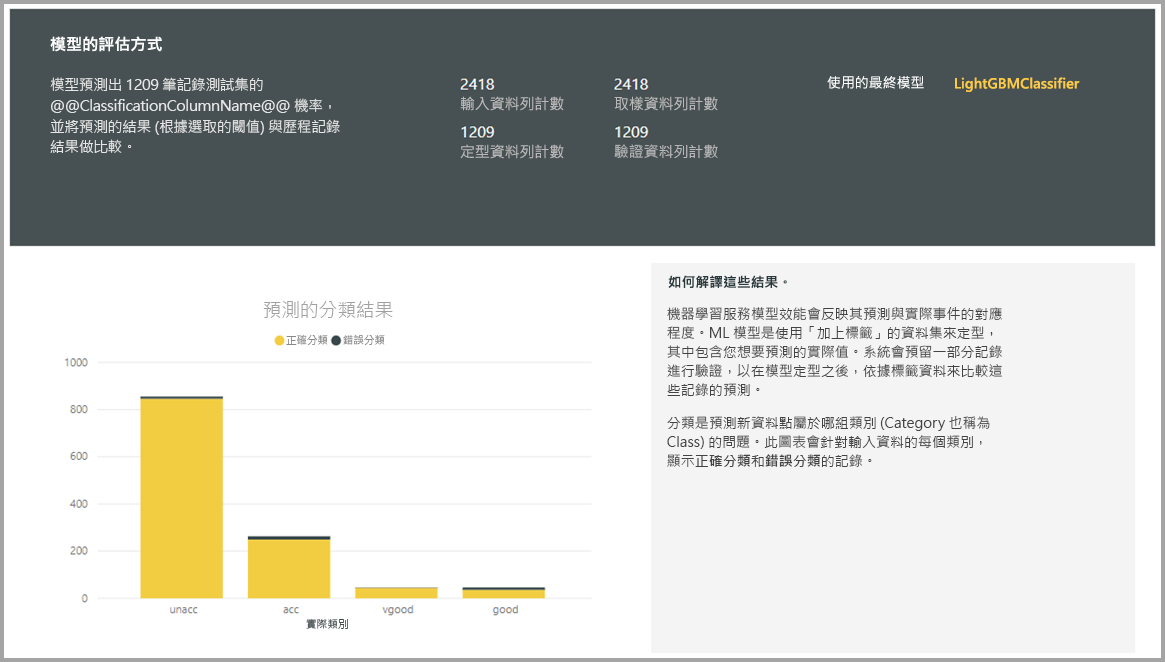 模型的評估方式
模型預測出 1209 筆記錄測試集的
@@ClassificationColumnName@@ 機率，
並將預測的結果 (根據選取的閾值) 與歷程記錄
結果做比較。
2418
輸入資料列計數
2418
取樣資料列計數
1209
定型資料列計數
1209
驗證資料列計數
使用的最終模型
LightGBMClassifier
預測的分類結果
正確分類 錯誤分類
1000
800
600
400
200
0
unacc
acc
vgood
good
實際類別
如何解譯這些結果。
機器學習服務模型效能會反映其預測與實際事件的對應
程度。ML 模型是使用「加上標籤」的資料集來定型，
其中包含您想要預測的實際值。系統會預留一部分記錄
進行驗證，以在模型定型之後，依據標籤資料來比較這
些記錄的預測。
分類是預測新資料點屬於哪組類別 (Category 也稱為
Class) 的問題。此圖表會針對輸入資料的每個類別，
顯示正確分類和錯誤分類的記錄。